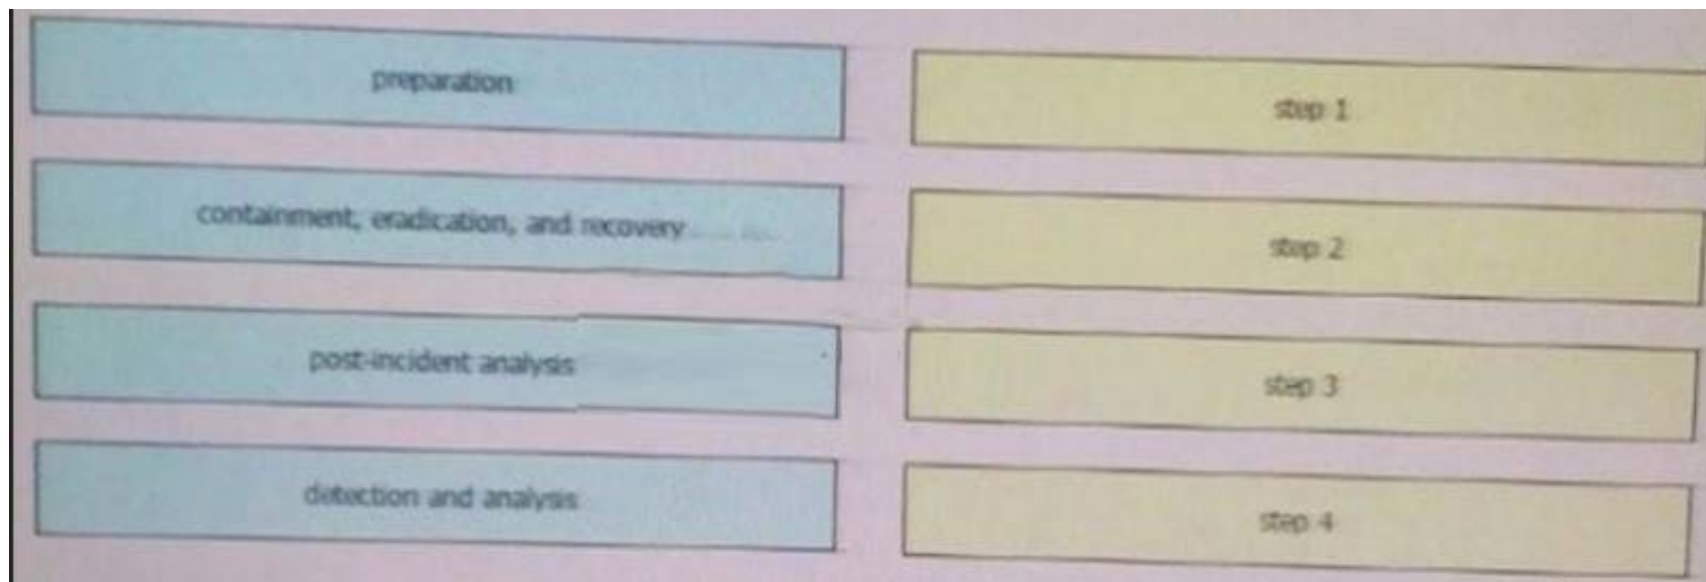 preparation
step 1
containment, eradication, and recovery
step 2
post-incident analysis
step 3
detection and analysis
step 4